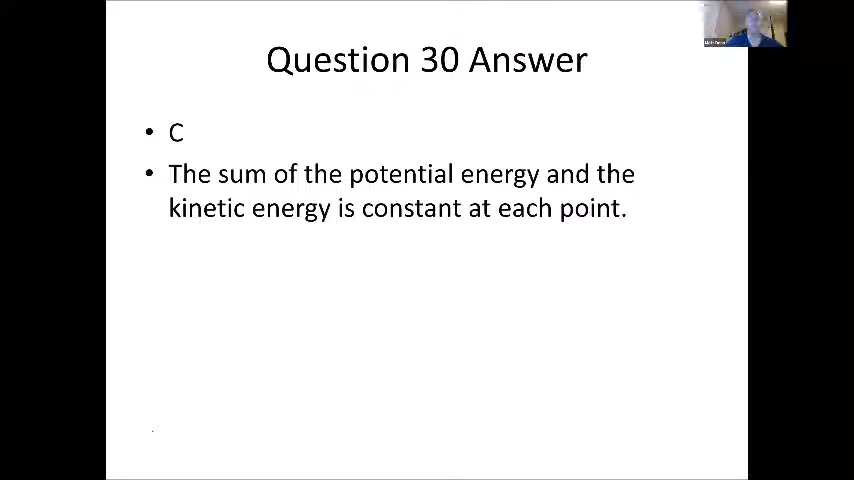 Question 30 Answer
• C
• The sum of the potential energy and the
kinetic energy is constant at each point.